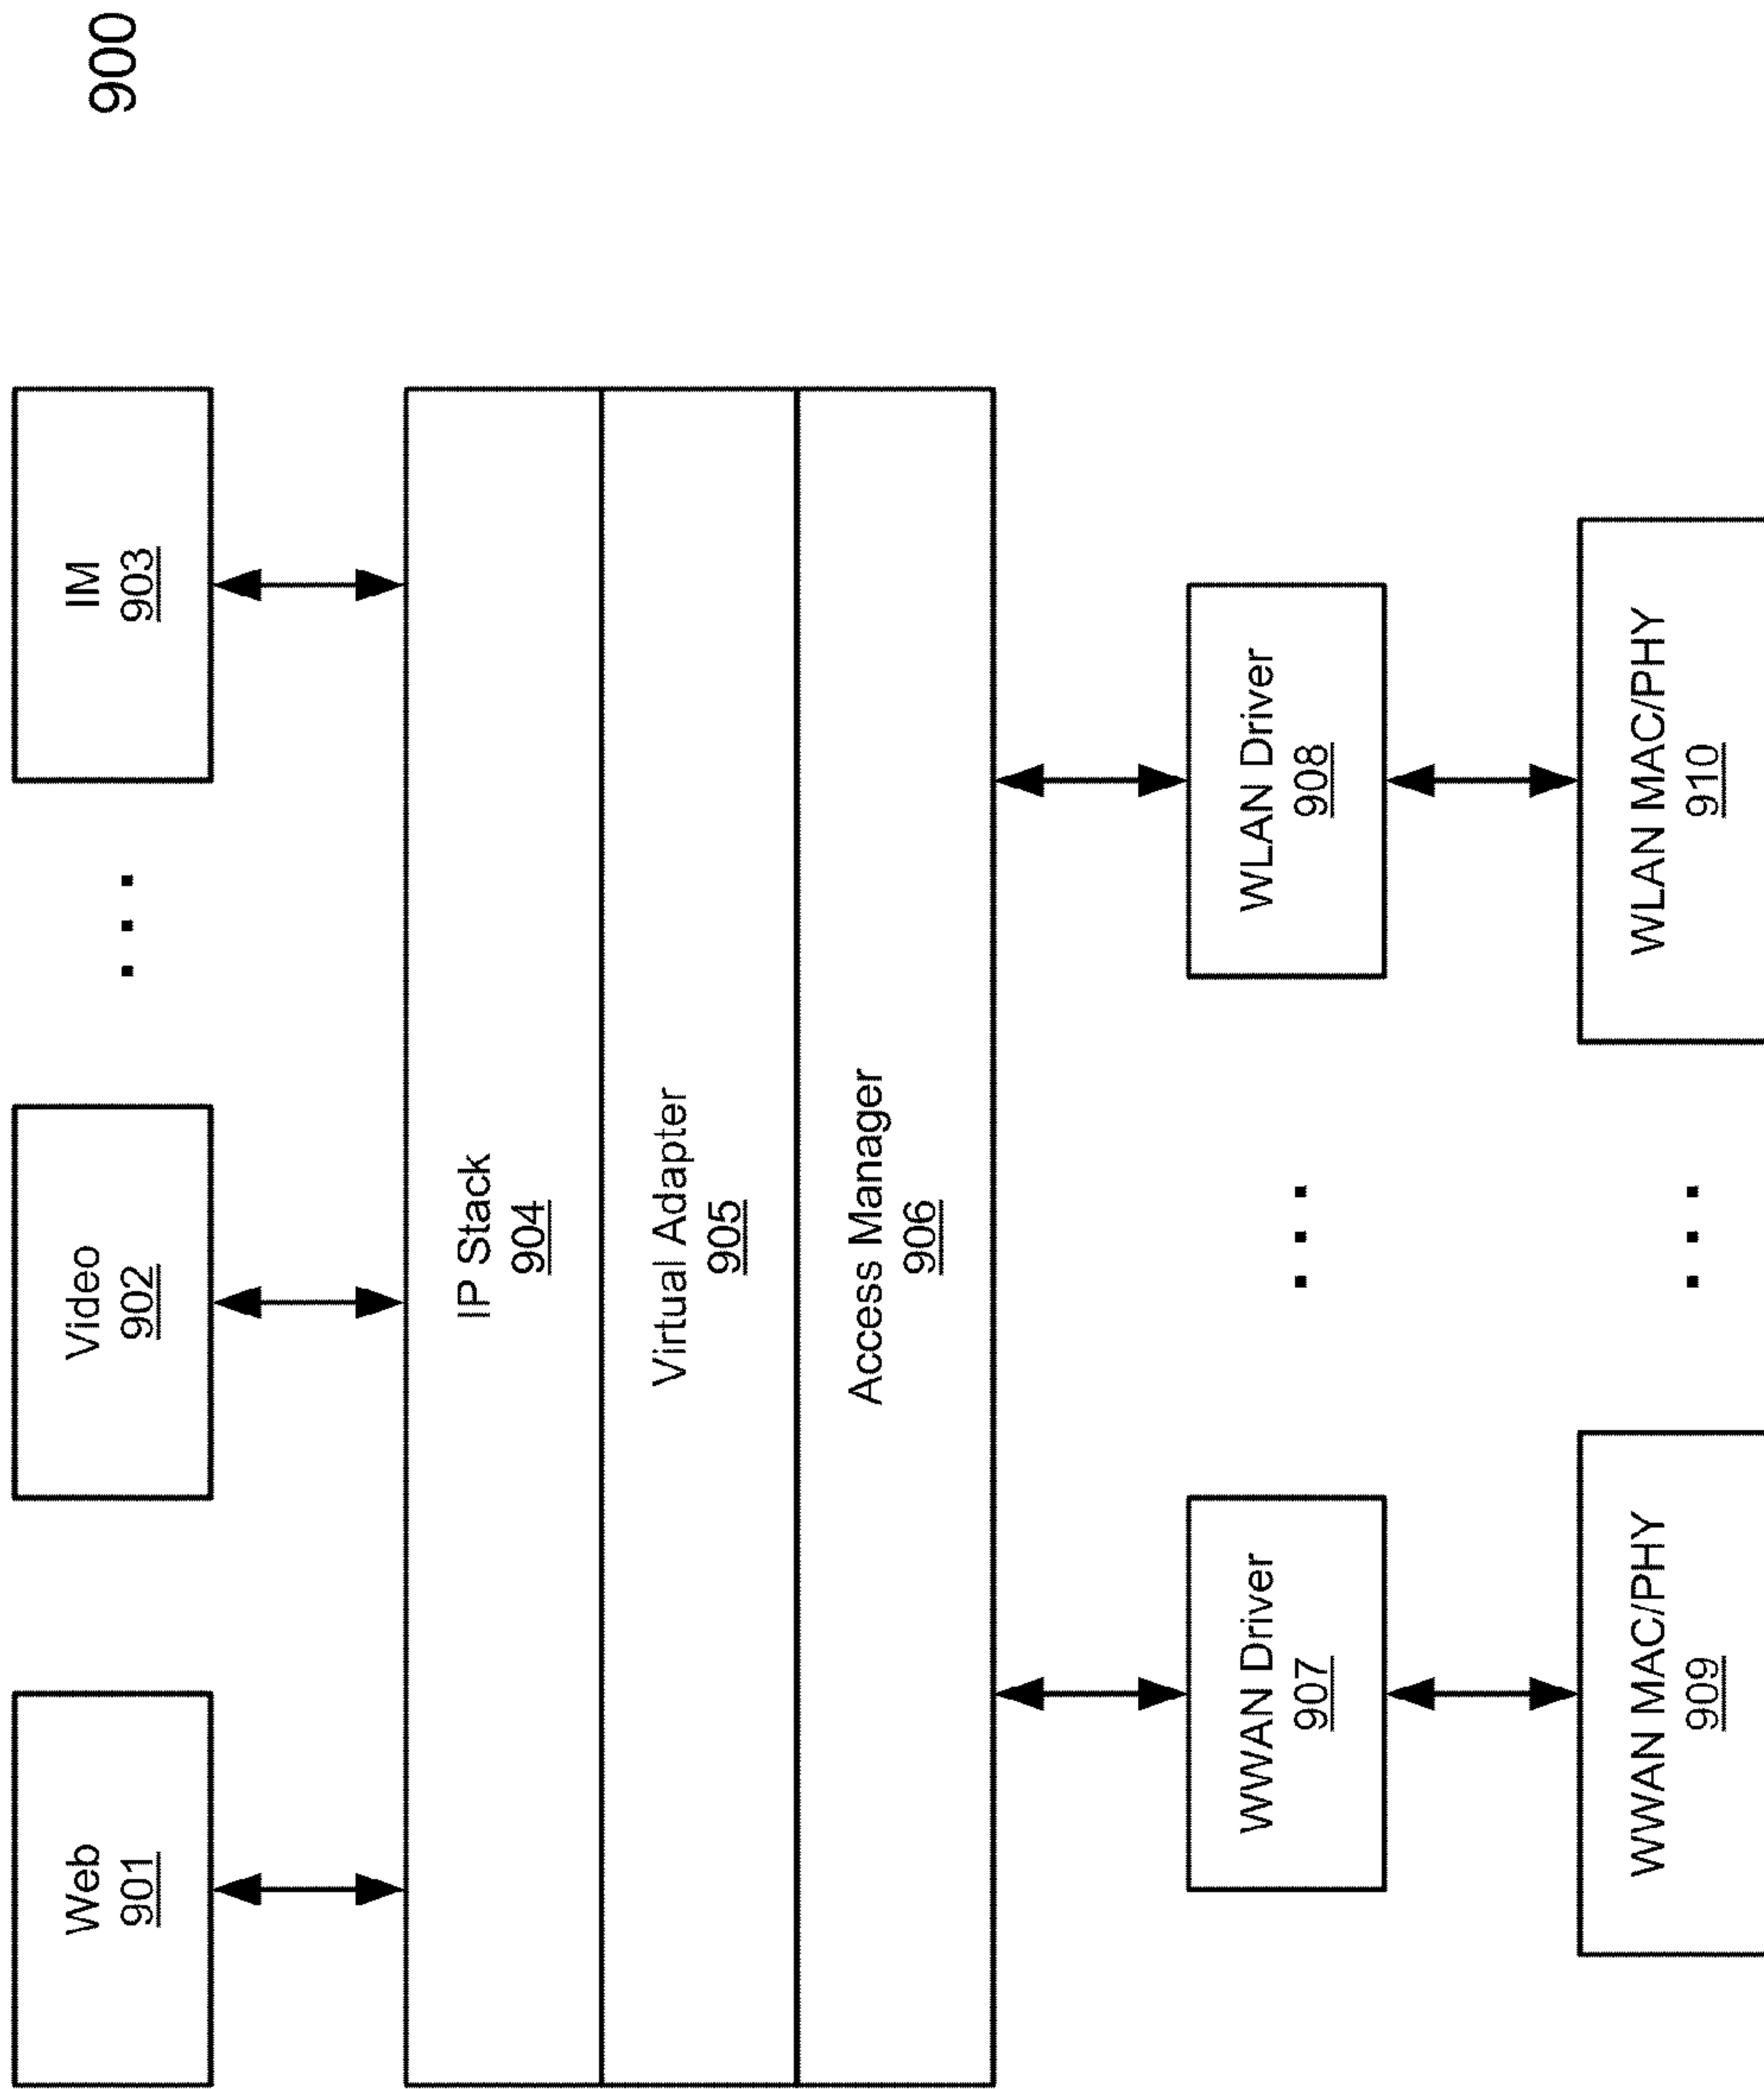 900
Web
901
Video
902
. . .
IM
903
IP Stack
904
Virtual Adapter
905
Access Manager
906
WWAN Driver
907
. . .
WLAN Driver
908
WWAN MAC/PHY
909
. . .
WLAN MAC/PHY
910